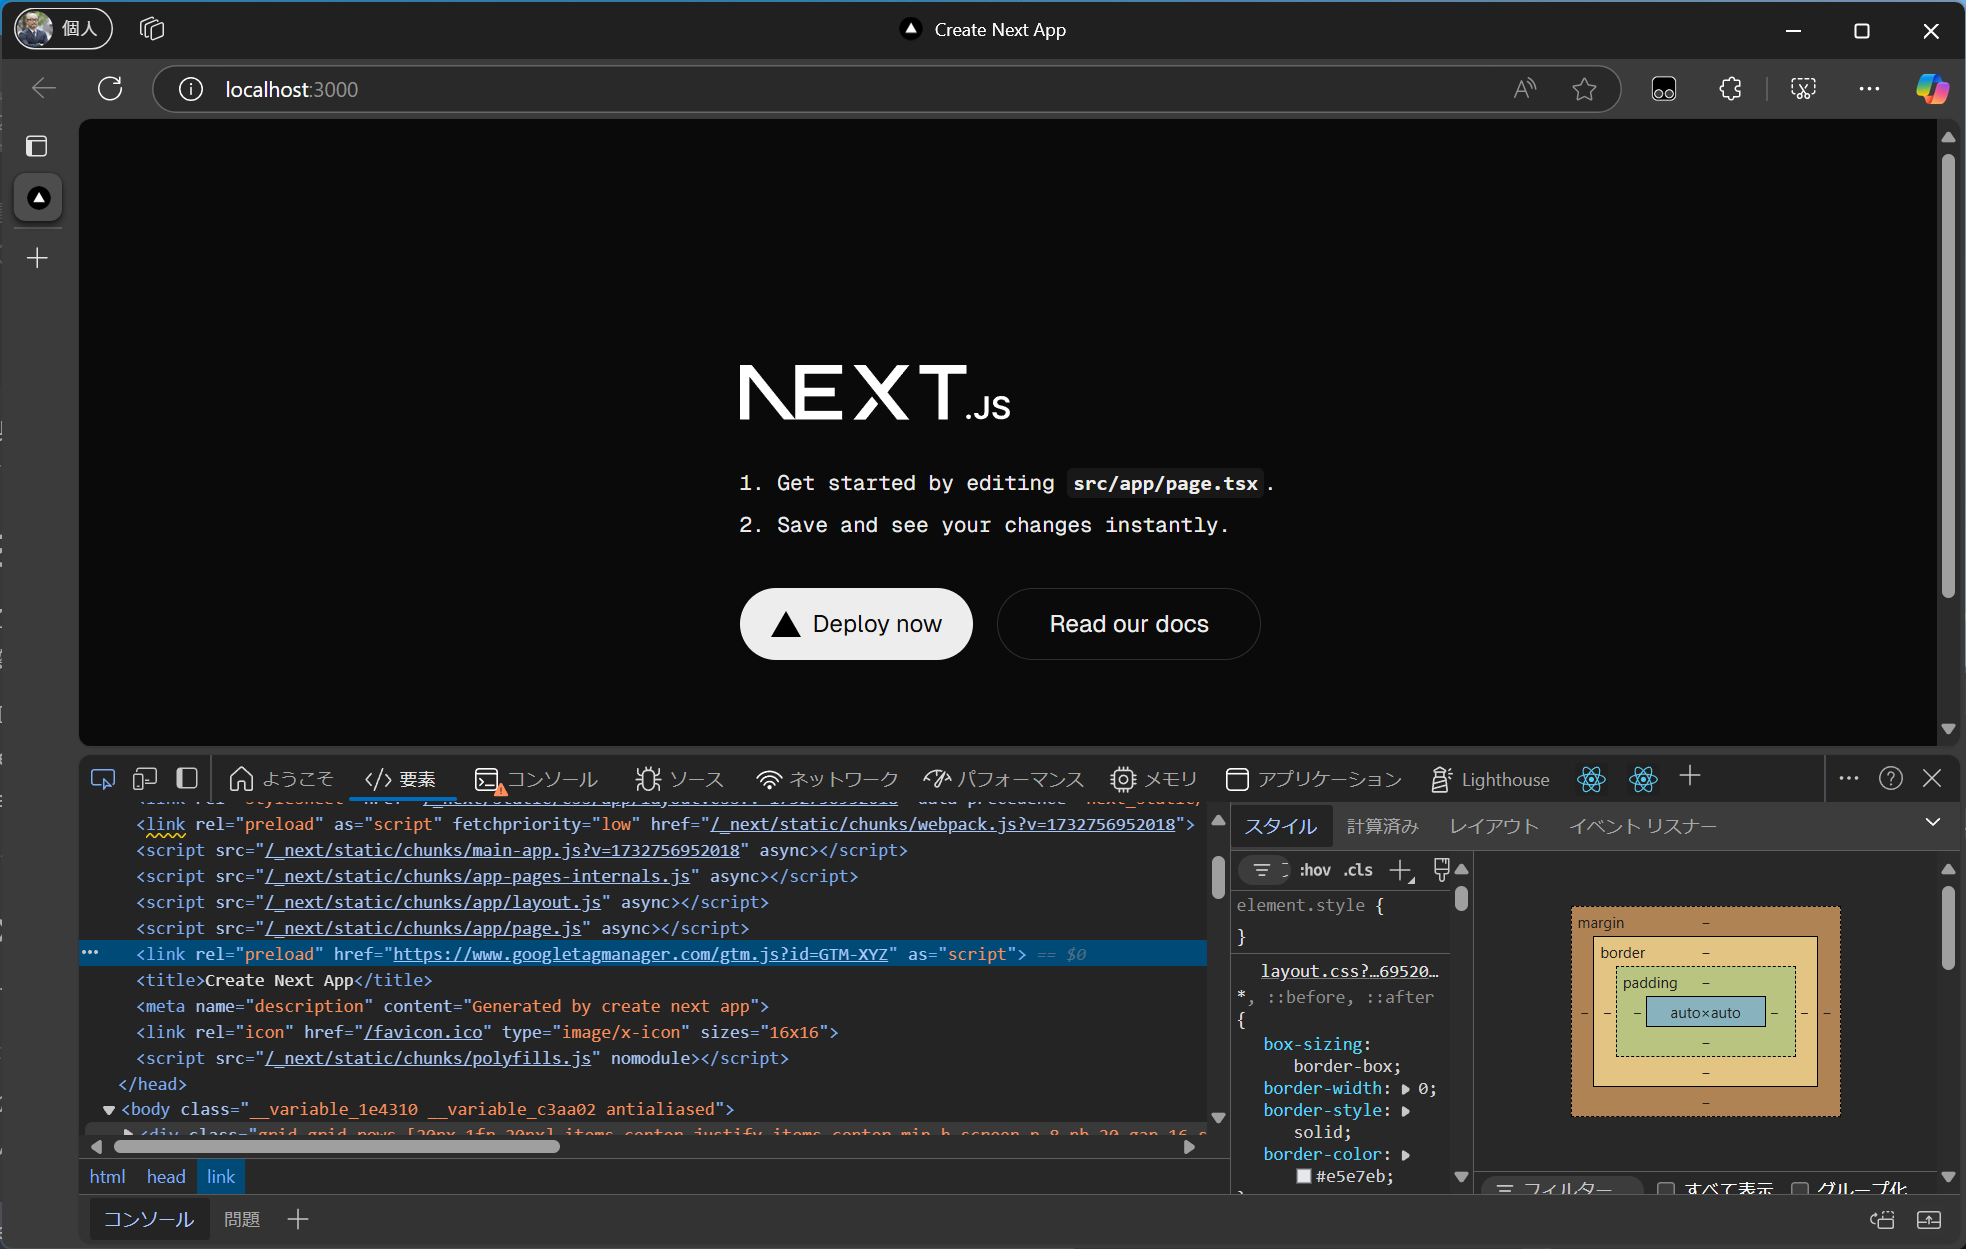 個人
Create Next App
localhost:3000
NEXT.JS
1. Get started by editing src/app/page.tsx.
2. Save and see your changes instantly.
Deploy now
Read our docs
ようこそ
</> 要素
コンソール
ソース
ネットワーク
パフォーマンス
メモリ
アプリケーション
Lighthouse
<link rel="preload" as="script" fetchpriority="low" href="/_next/static/chunks/webpack.js?v=1732756952018">
<script src="/_next/static/chunks/main-app.js?v=1732756952018" async></script>
<script src="/_next/static/chunks/app-pages-internals.js" async></script>
<script src="/_next/static/chunks/app/layout.js" async></script>
<script src="/_next/static/chunks/app/page.js" async></script>
<link rel="preload" href="https://www.googletagmanager.com/gtm.js?id=GTM-XYZ" as="script"> == $0
<title>Create Next App</title>
<meta name="description" content="Generated by create next app">
<link rel="icon" href="/favicon.ico" type="image/x-icon" sizes="16x16">
<script src="/_next/static/chunks/polyfills.js" nomodule></script>
</head>
<body class="__variable_1e4310 __variable_c3aa02 antialiased">
html head link
スタイル
計算済み
レイアウト
イベント リスナー
:hov .cls
element.style {
}
layout.css?…69520…
*, ::before, ::after
{
box-sizing:
border-box;
border-width: 0;
border-style:
solid;
border-color:
#e5e7eb;
margin
border
padding
auto×auto
フィルター
すべて表示
グループ化
コンソール
問題